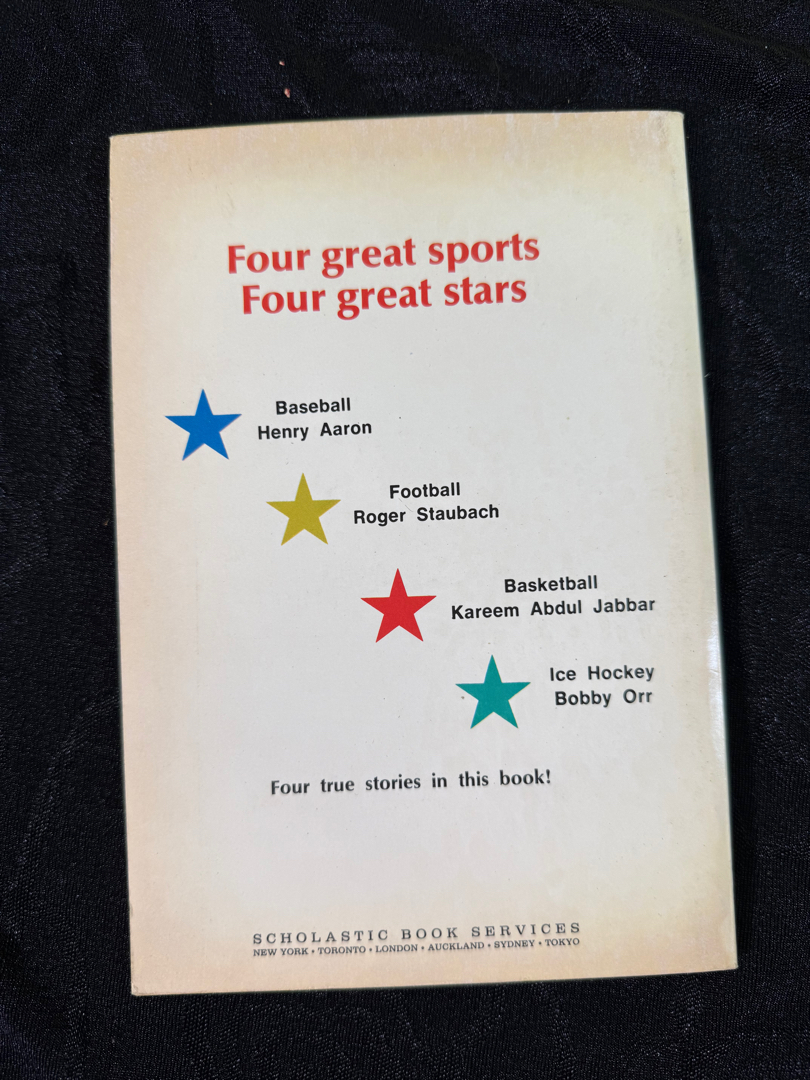 Four great sports
Four great stars
Baseball
Henry Aaron
Football
Roger Staubach
Basketball
Kareem Abdul Jabbar
Ice Hockey
Bobby Orr
Four true stories in this book!
SCHOLASTIC BOOK SERVICES
NEW YORK • TORONTO • LONDON • AUCKLAND • SYDNEY • TOKYO